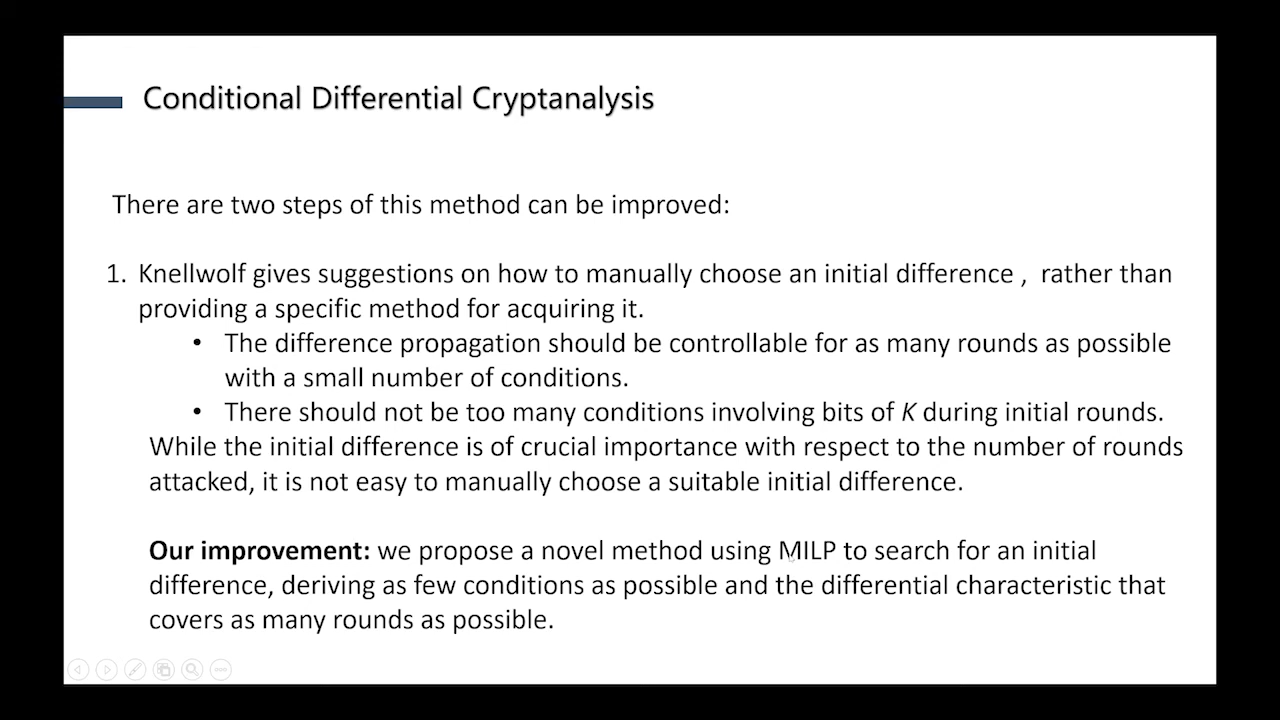 Conditional Differential Cryptanalysis
There are two steps of this method can be improved:
1. Knellwolf gives suggestions on how to manually choose an initial difference , rather than
providing a specific method for acquiring it.
• The difference propagation should be controllable for as many rounds as possible
with a small number of conditions.
• There should not be too many conditions involving bits of K during initial rounds.
While the initial difference is of crucial importance with respect to the number of rounds
attacked, it is not easy to manually choose a suitable initial difference.
Our improvement: we propose a novel method using MILP to search for an initial
difference, deriving as few conditions as possible and the differential characteristic that
covers as many rounds as possible.